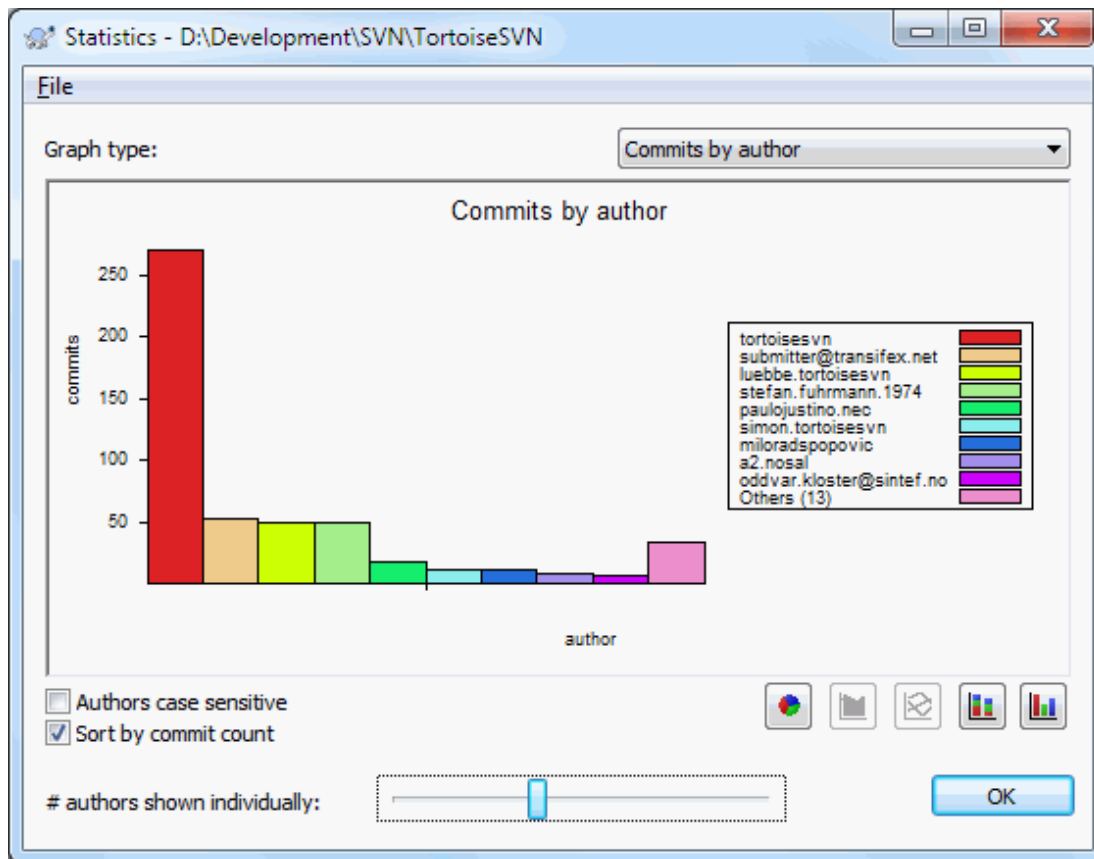 Statistics - D:\Development\SVN\TortoiseSVN
File
Graph type:
Commits by author
Commits by author
250
200
150
100
50
commits
author
tortoisesvn
submitter@transifex.net
luebbe.tortoisesvn
stefan.fuhrmann.1974
paulojustino.nec
simon.tortoisesvn
miloradspopovic
a2.nosal
oddvar.kloster@sintef.no
Others (13)
Authors case sensitive
Sort by commit count
# authors shown individually:
OK